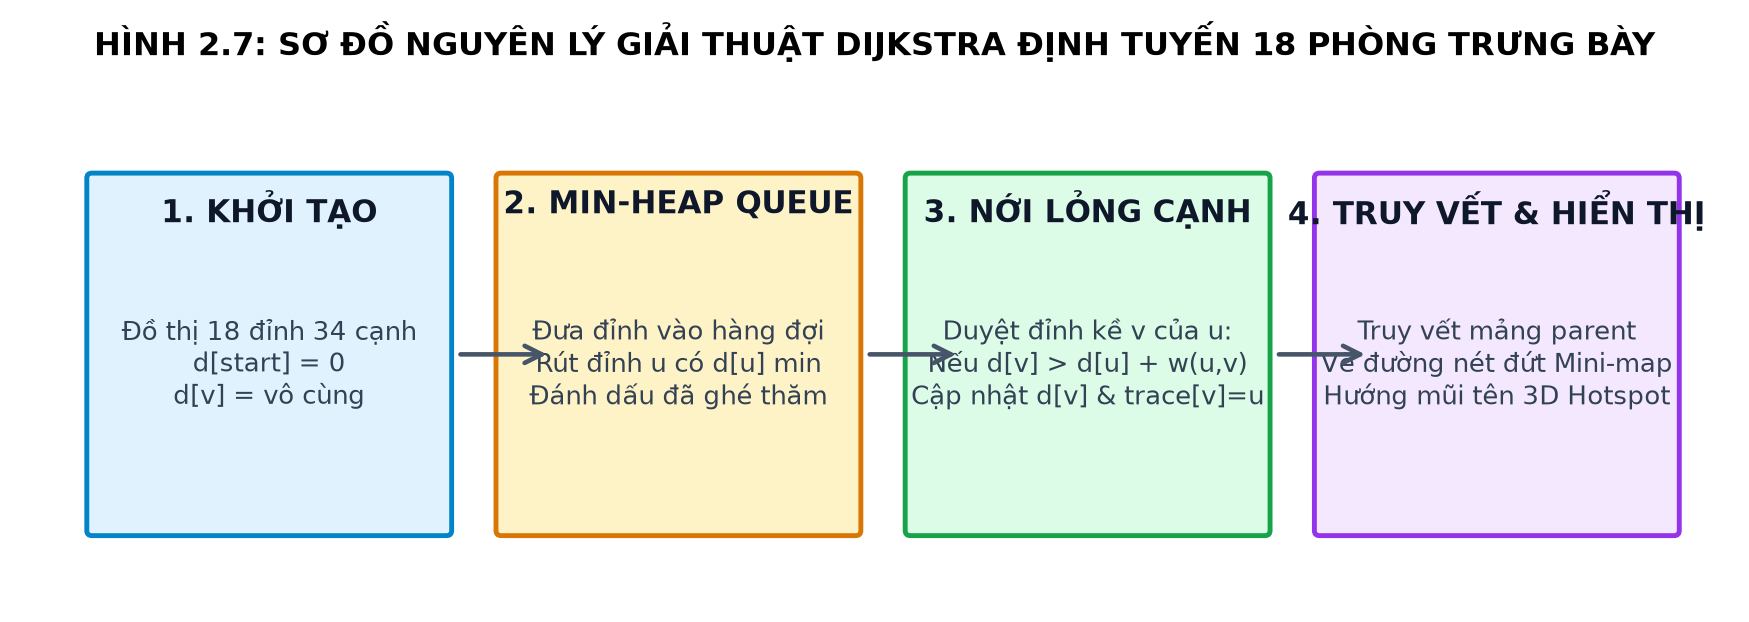 HÌNH 2.7: SƠ ĐỒ NGUYÊN LÝ GIẢI THUẬT DIJKSTRA ĐỊNH TUYẾN 18 PHÒNG TRƯNG BÀY
1. KHỞI TẠO
Đồ thị 18 đỉnh 34 cạnh
d[start] = 0
d[v] = vô cùng
2. MIN-HEAP QUEUE
Đưa đỉnh vào hàng đợi
Rút đỉnh u có d[u] min
Đánh dấu đã ghé thăm
3. NỚI LỎNG CẠNH
Duyệt đỉnh kề v của u:
Nếu d[v] > d[u] + w(u,v)
Cập nhật d[v] & trace[v]=u
4. TRUY VẾT & HIỂN THỊ
Truy vết mảng parent
Vẽ đường nét đứt Mini-map
Hướng mũi tên 3D Hotspot